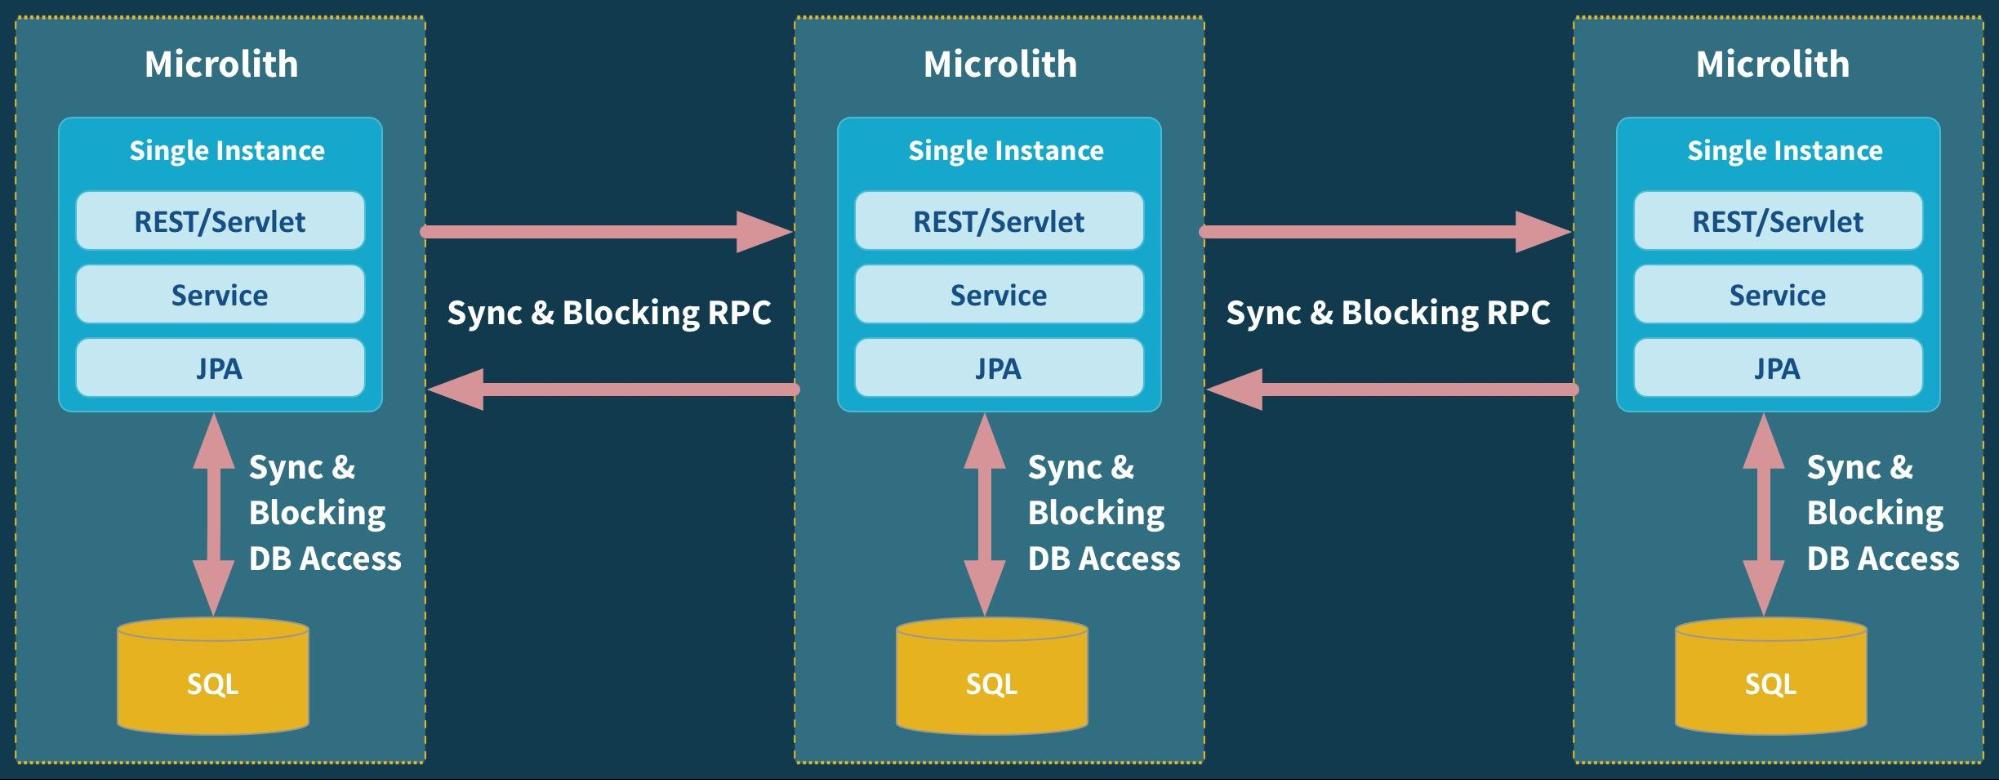 Microlith
Single Instance
REST/Servlet
Service
JPA
Sync &
Blocking
DB Access
SQL
Sync & Blocking RPC
Microlith
Single Instance
REST/Servlet
Service
JPA
Sync &
Blocking
DB Access
SQL
Sync & Blocking RPC
Microlith
Single Instance
REST/Servlet
Service
JPA
Sync &
Blocking
DB Access
SQL